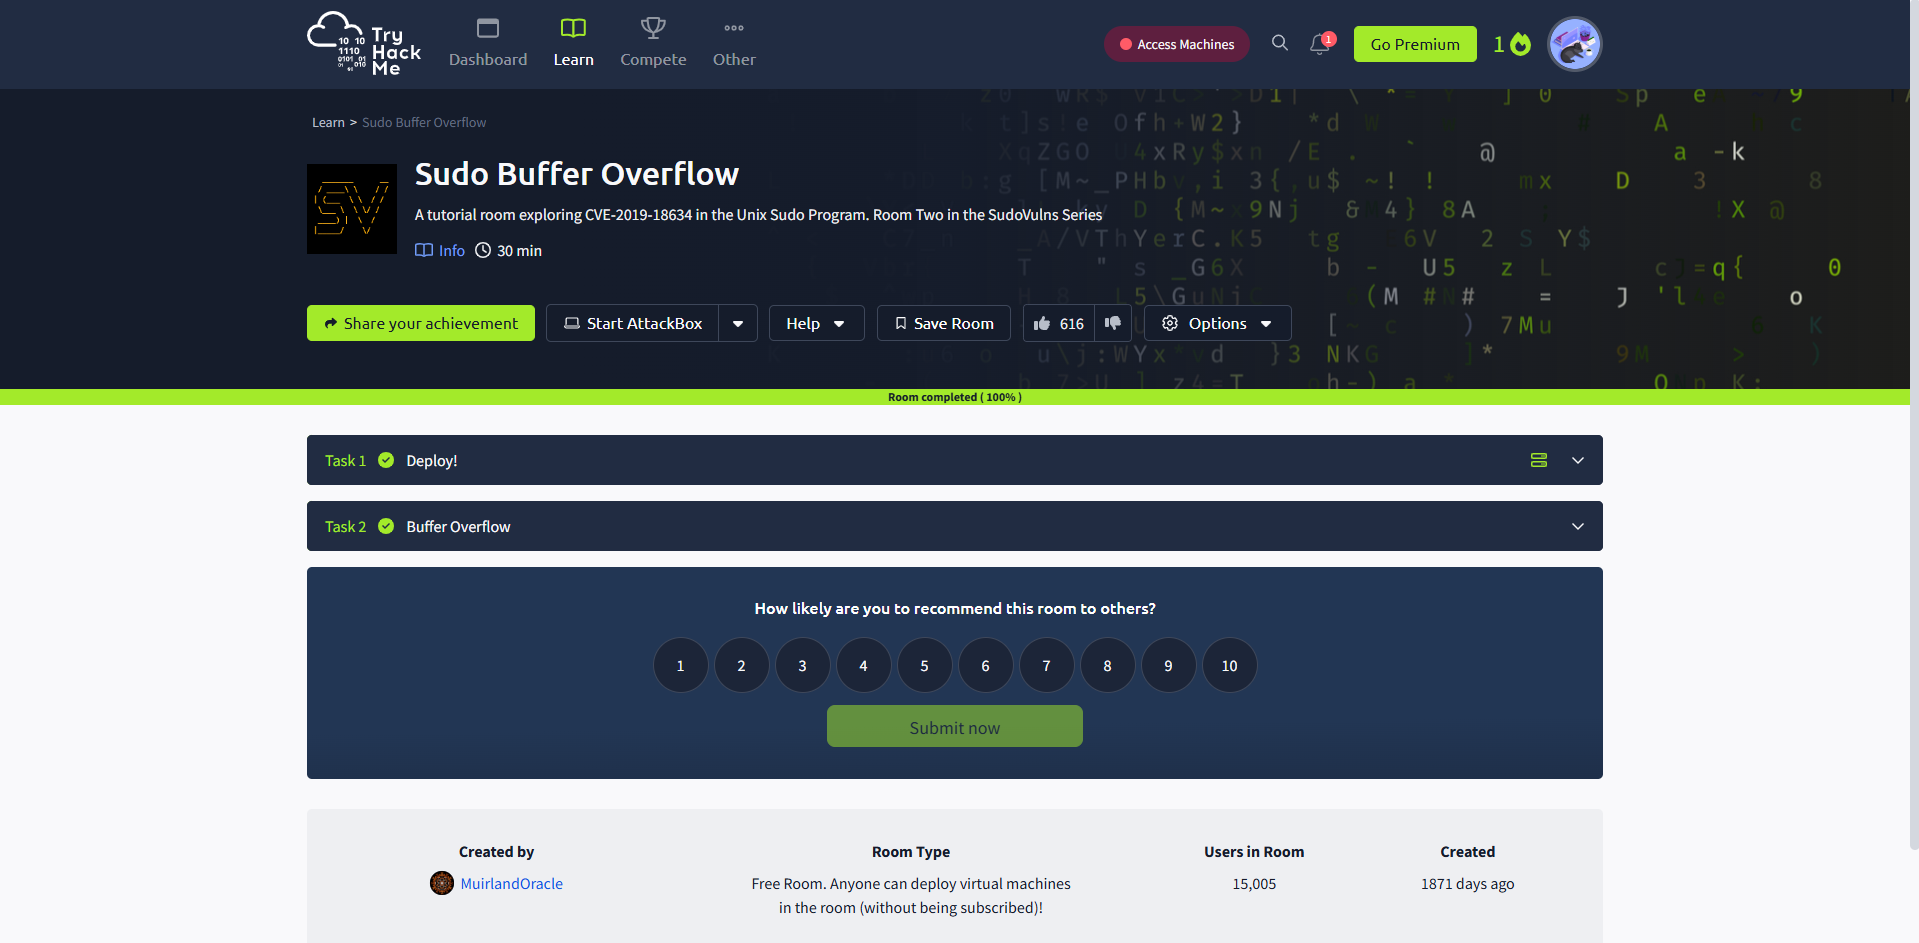 Try
Hack
Me
Dashboard
Learn
Compete
Other
Access Machines
1
Go Premium
1
Learn > Sudo Buffer Overflow
Sudo Buffer Overflow
A tutorial room exploring CVE-2019-18634 in the Unix Sudo Program. Room Two in the SudoVulns Series
Info 30 min
Share your achievement
Start AttackBox
Help
Save Room
616
Options
Room completed ( 100% )
Task 1 Deploy!
Task 2 Buffer Overflow
How likely are you to recommend this room to others?
1 2 3 4 5 6 7 8 9 10
Submit now
Created by
MuirlandOracle
Room Type
Free Room. Anyone can deploy virtual machines
in the room (without being subscribed)!
Users in Room
15,005
Created
1871 days ago